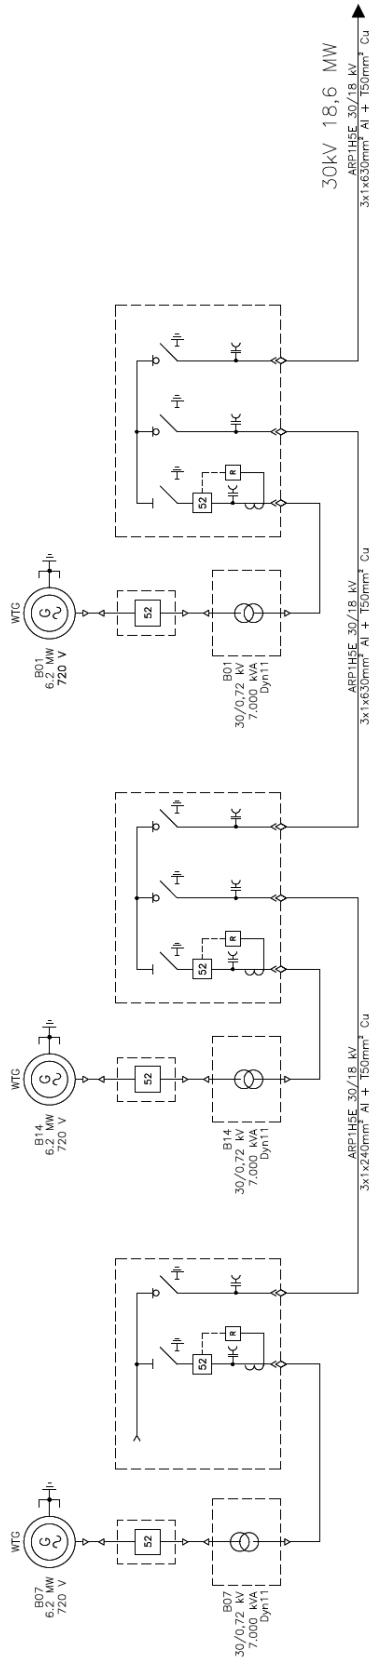 WTG
G
B07
6.2 MW
720 V
52
B07
30/0,72 kV
7.000 kVA
Dyn11
52
R
ARP1H5E 30/18 kV
3x1x240mm² Al + T50mm² Cu
WTG
G
B14
6.2 MW
720 V
52
B14
30/0,72 kV
7.000 kVA
Dyn11
52
R
ARP1H5E 30/18 kV
3x1x630mm² Al + T50mm² Cu
WTG
G
B01
6.2 MW
720 V
52
B01
30/0,72 kV
7.000 kVA
Dyn11
52
R
30kV 18,6 MW
ARP1H5E 30/18 kV
3x1x630mm² Al + T50mm² Cu